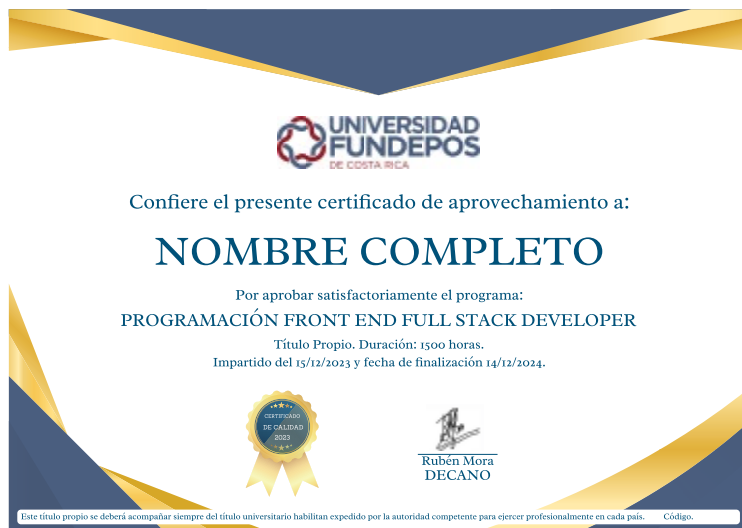 UNIVERSIDAD
FUNDEPOS
DE COSTA RICA
Confiere el presente certificado de aprovechamiento a:
NOMBRE COMPLETO
Por aprobar satisfactoriamente el programa:
PROGRAMACIÓN FRONT END FULL STACK DEVELOPER
Título Propio. Duración: 1500 horas.
Impartido del 15/12/2023 y fecha de finalización 14/12/2024.
CERTIFICADO
DE CALIDAD
2023
Rubén Mora
DECANO
Este título propio se deberá acompañar siempre del título universitario habilitan expedido por la autoridad competente para ejercer profesionalmente en cada país. Código.